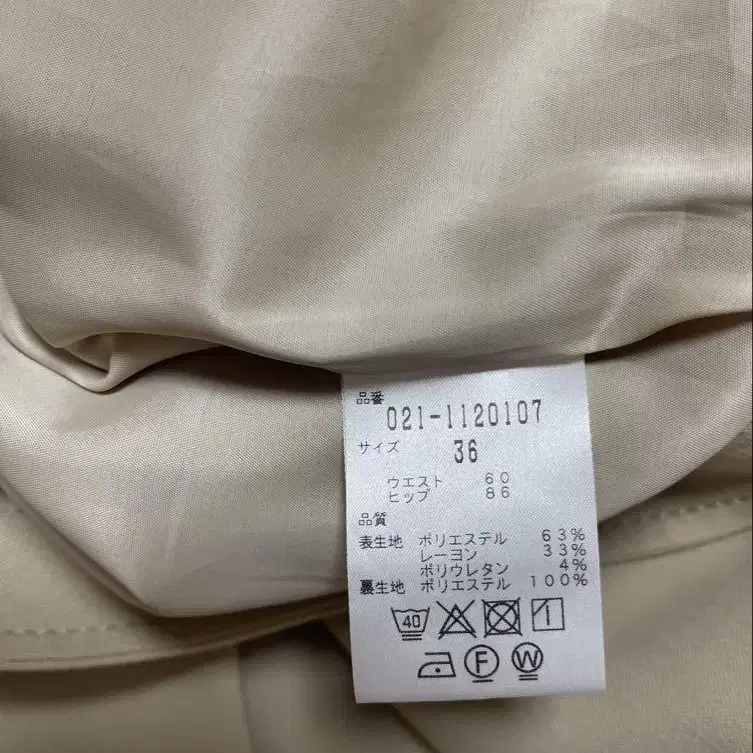 品番
021-1120107
サイズ 36
ウエスト 60
ヒップ 86
品質
表生地 ポリエステル 63%
レーヨン 33%
ポリウレタン 4%
裏生地 ポリエステル 100%
40
F W